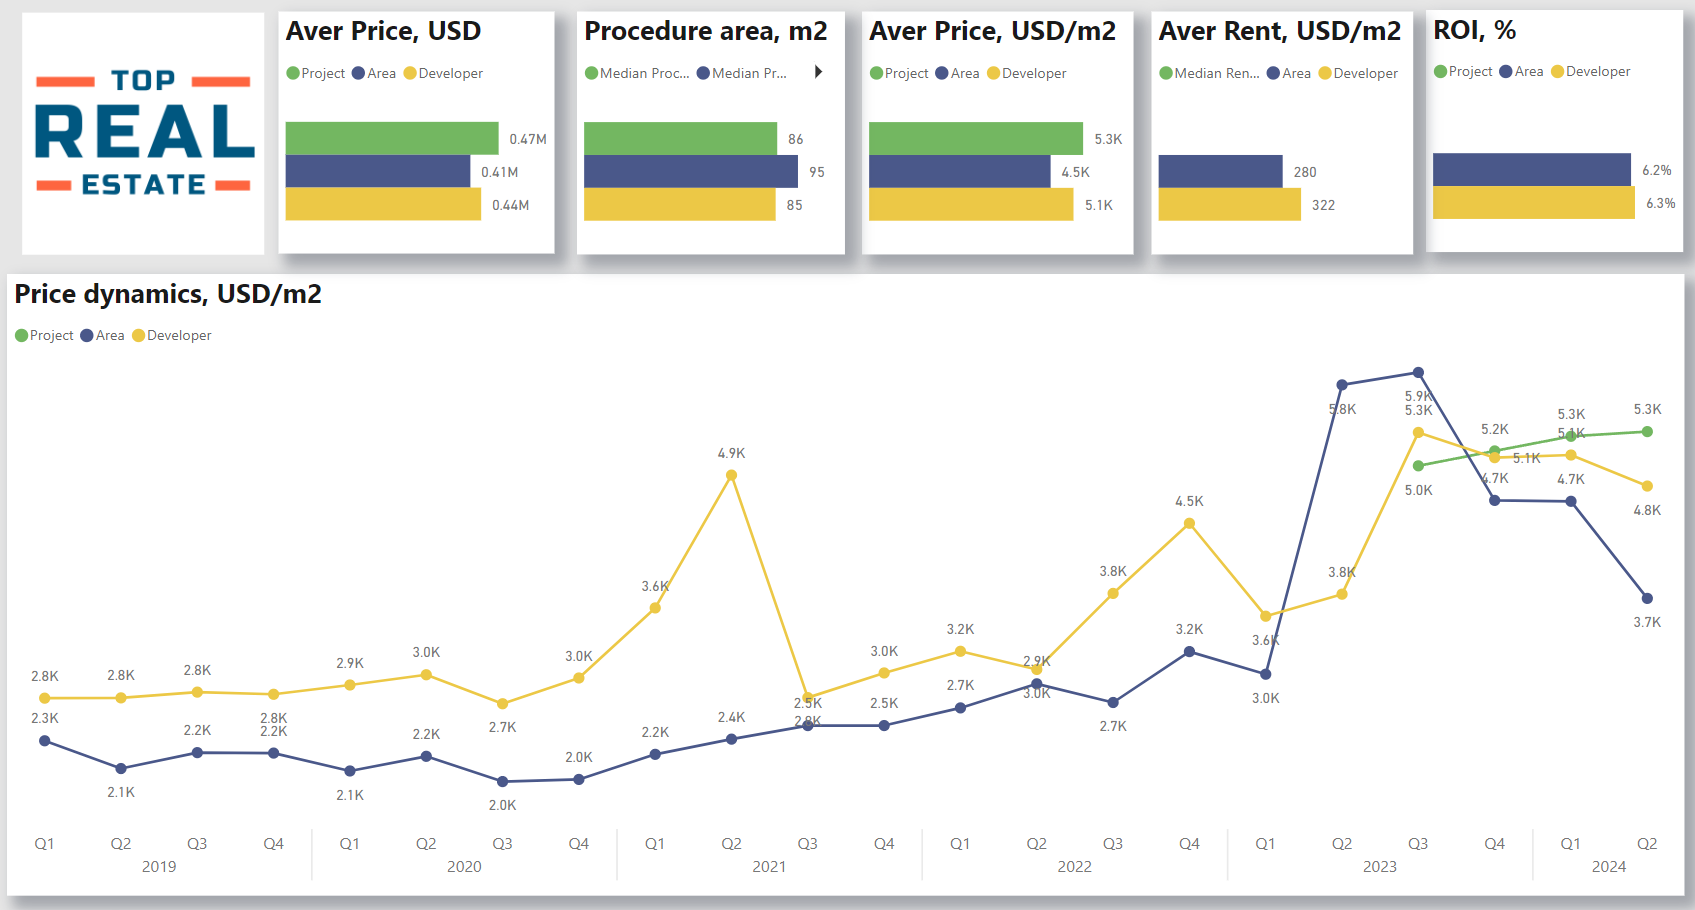 TOP
REAL
ESTATE
Aver Price, USD
Project Area Developer
0.47M
0.41M
0.44M
Procedure area, m2
Median Proc... Median Pr...
86
95
85
Aver Price, USD/m2
Project Area Developer
5.3K
4.5K
5.1K
Aver Rent, USD/m2
Median Ren... Area Developer
280
322
ROI, %
Project Area Developer
6.2%
6.3%
Price dynamics, USD/m2
Project Area Developer
2.8K 2.8K 2.8K 2.8K 2.9K 3.0K 2.7K 3.0K 3.6K 4.9K 2.8K 3.0K 3.2K 2.9K 3.8K 4.5K 3.6K 3.8K 5.3K 5.1K 5.1K 4.8K
2.3K 2.1K 2.2K 2.2K 2.1K 2.2K 2.0K 2.0K 2.2K 2.4K 2.5K 2.5K 2.7K 3.0K 2.7K 3.2K 3.0K 5.8K 5.9K 4.7K 4.7K 3.7K
5.0K 5.2K 5.3K 5.3K
Q1 Q2 Q3 Q4 Q1 Q2 Q3 Q4 Q1 Q2 Q3 Q4 Q1 Q2 Q3 Q4 Q1 Q2 Q3 Q4 Q1 Q2
2019 2020 2021 2022 2023 2024